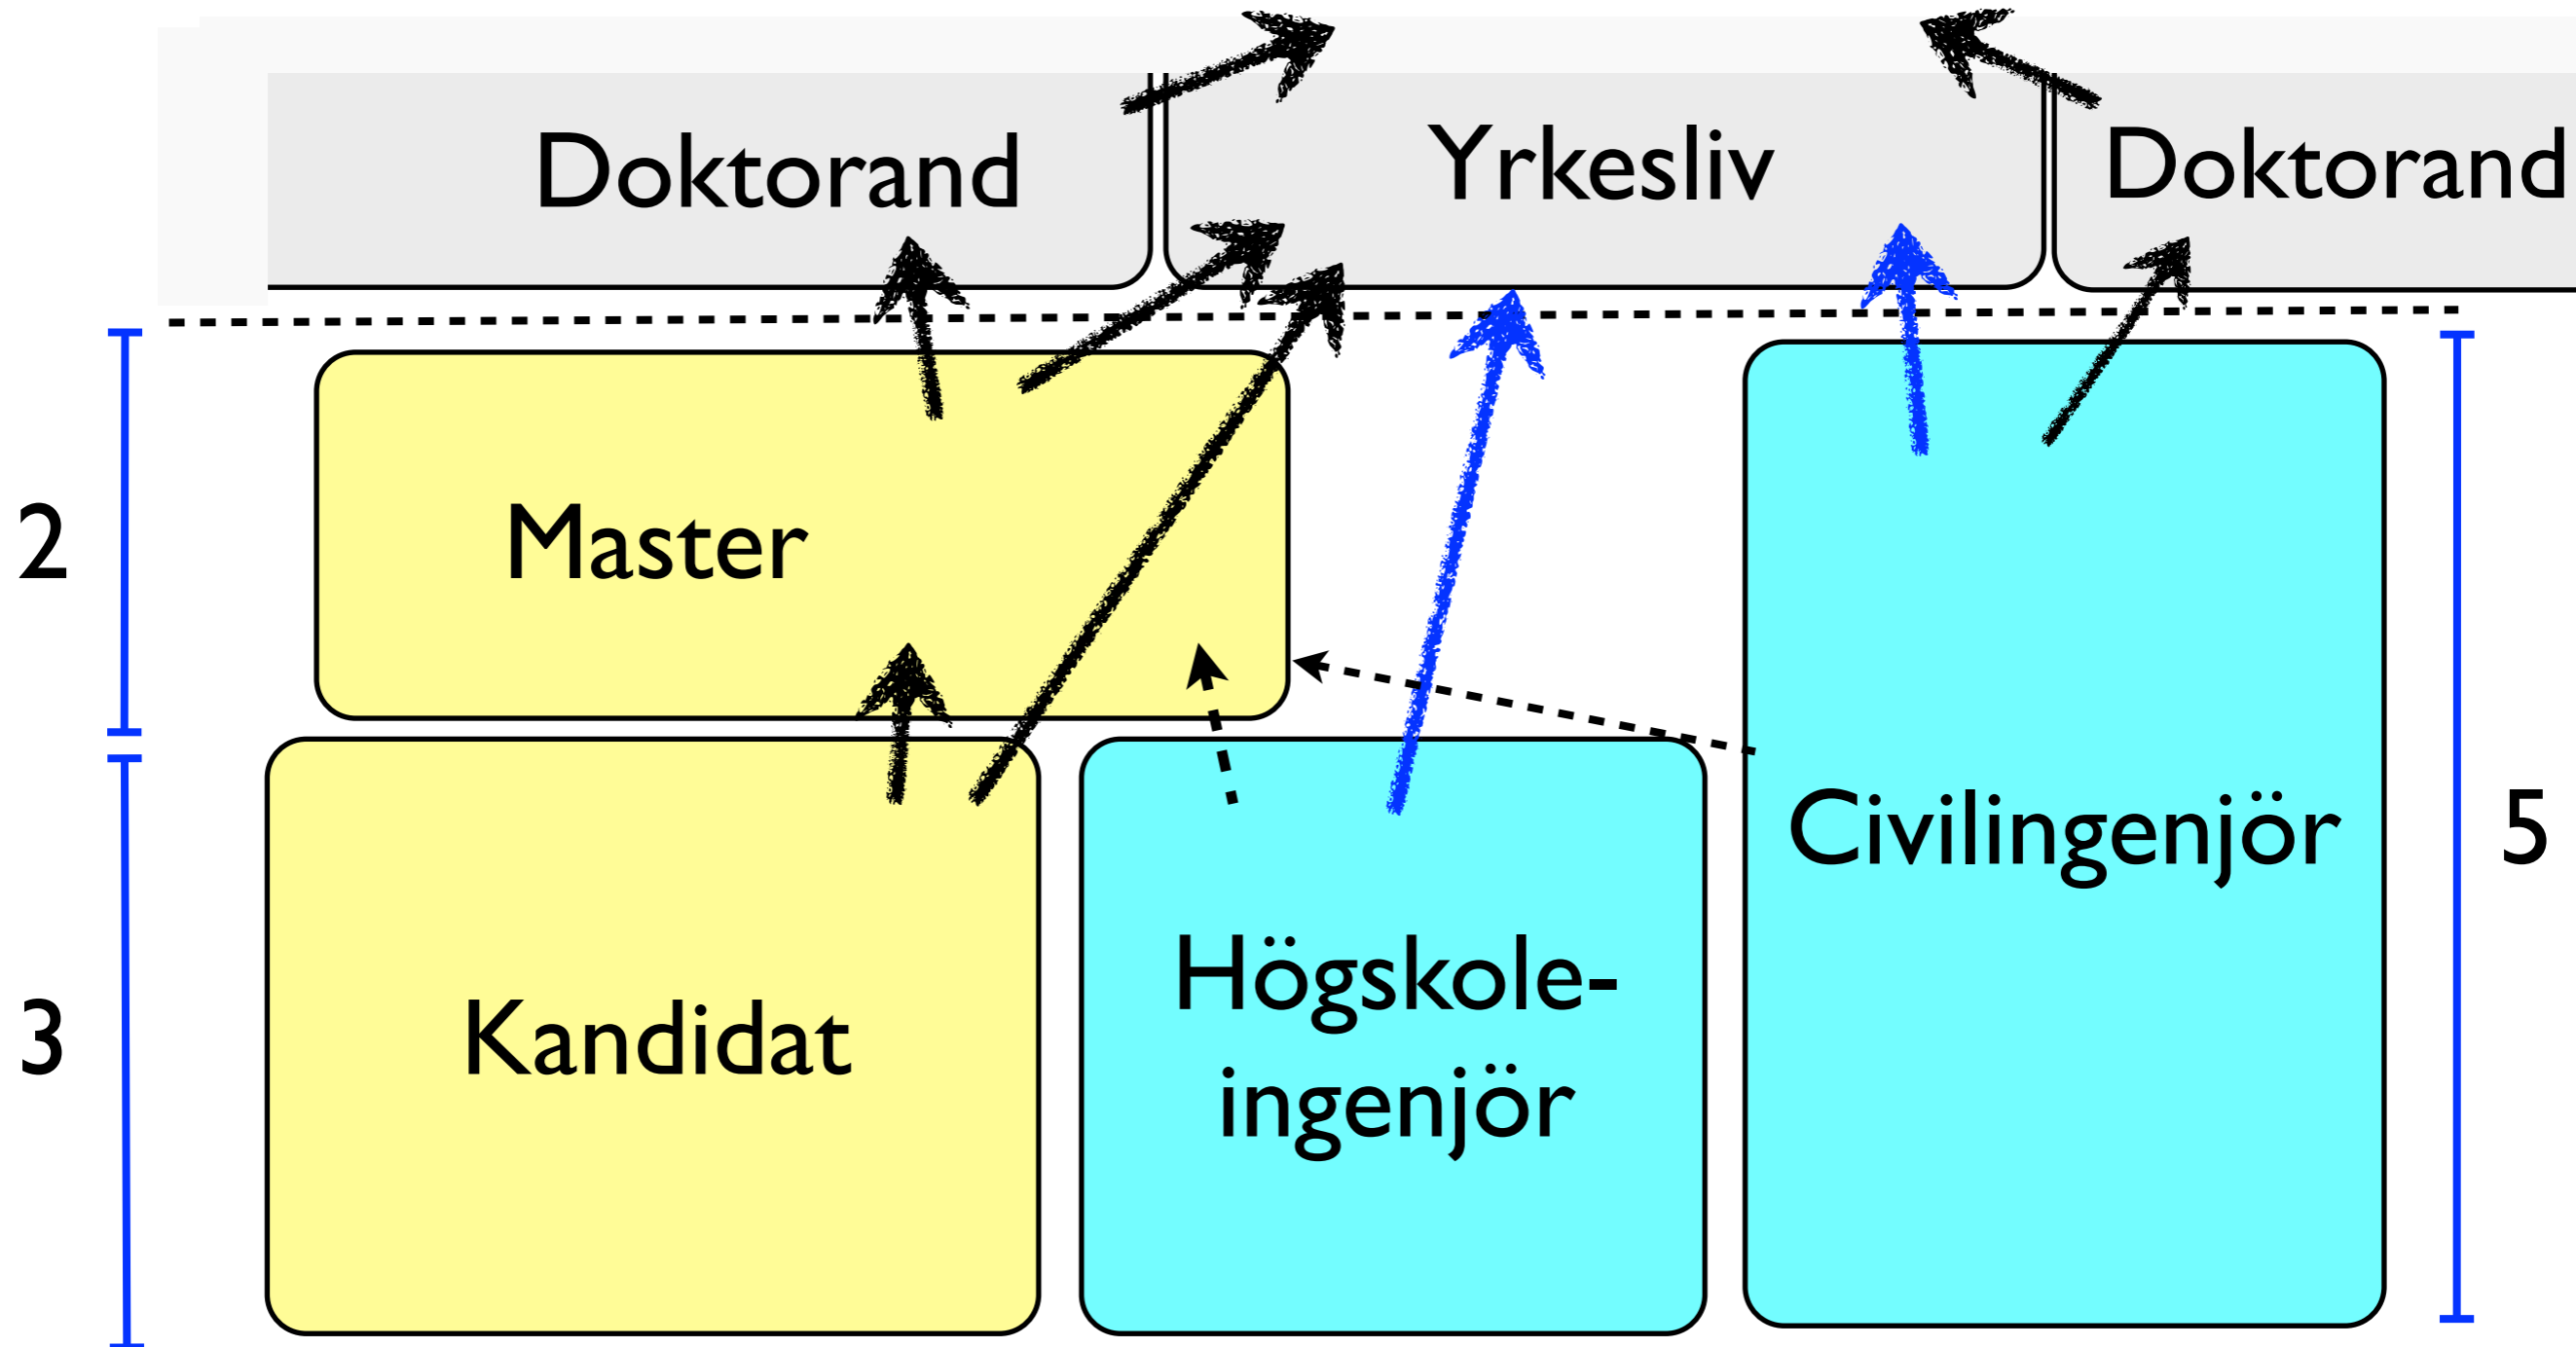 Doktorand
Yrkesliv
Doktorand
2
Master
3
Kandidat
Högskole-
ingenjör
Civilingenjör
5